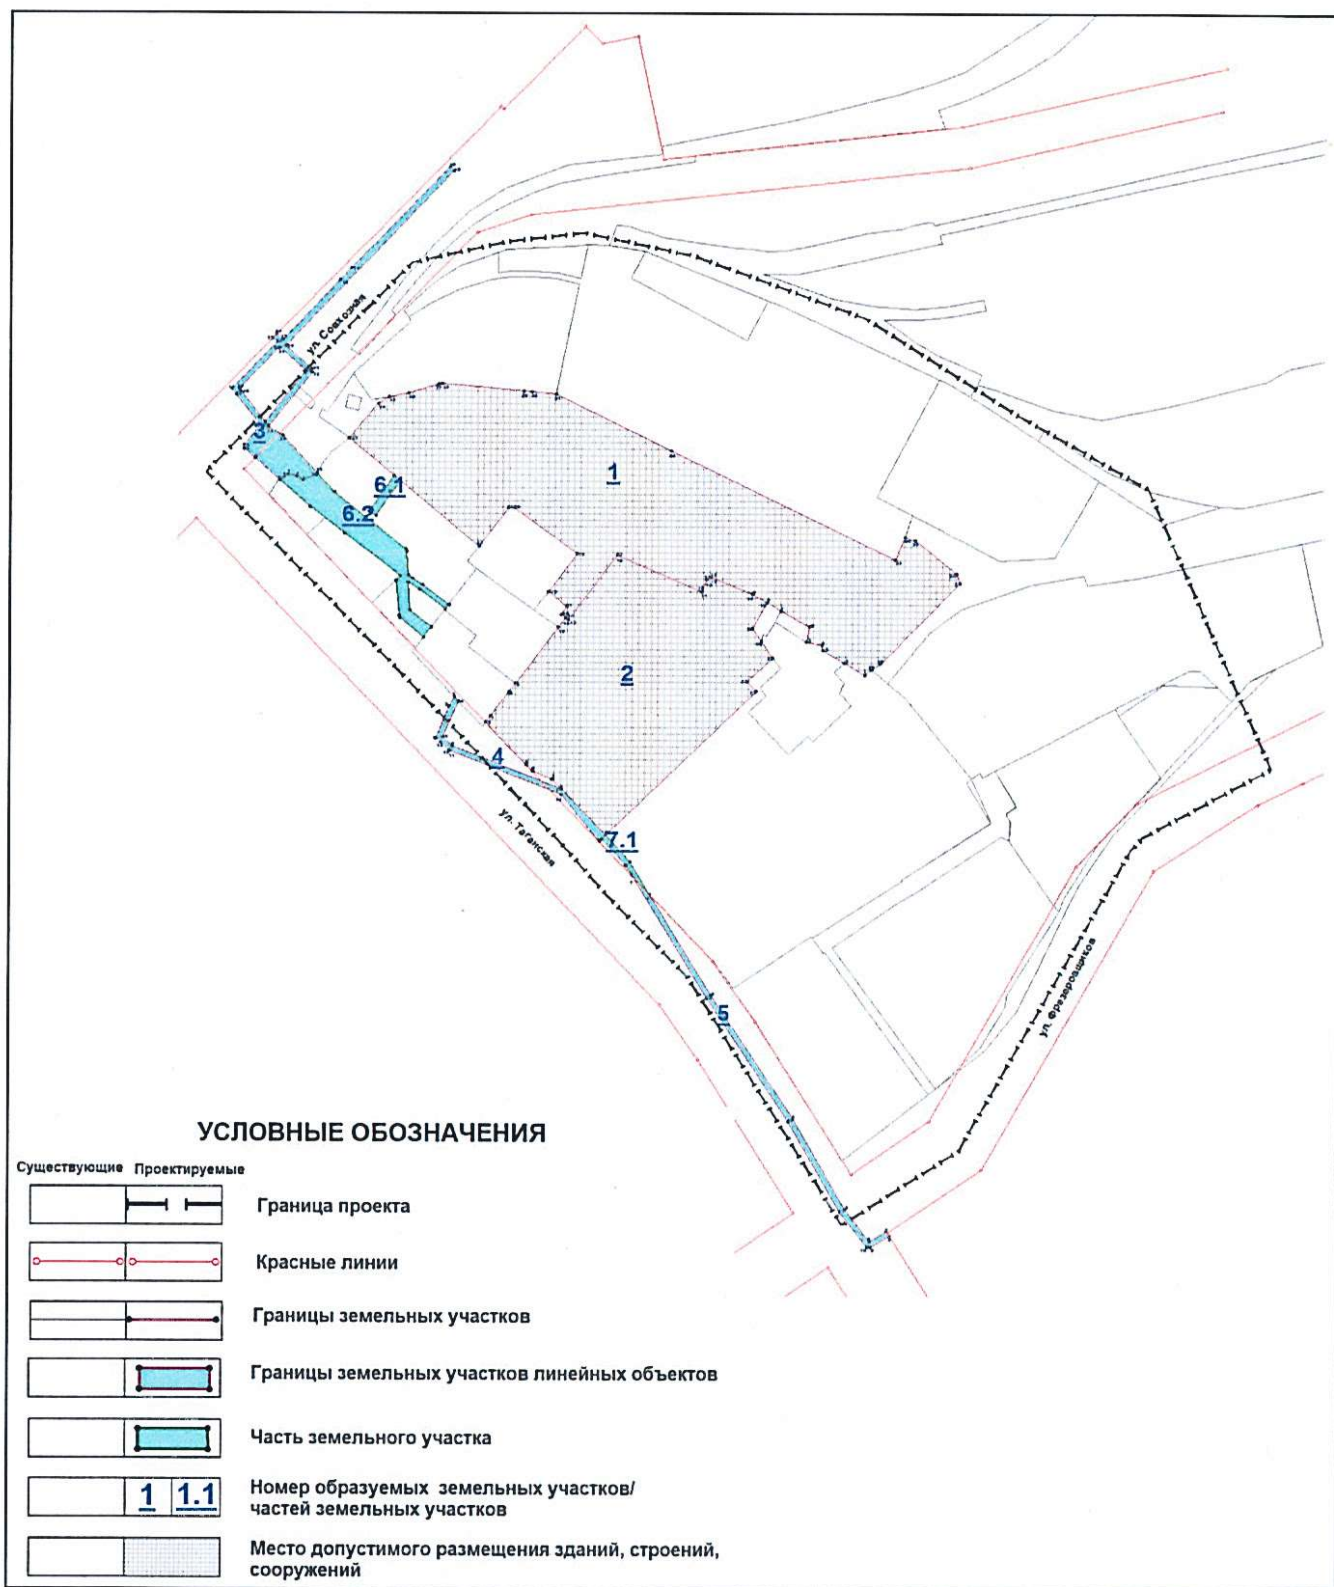 ул. Совхозная
1
3
6.1
6.2
2
4
ул. Таганская
7.1
5
ул. Фрезеровщиков
УСЛОВНЫЕ ОБОЗНАЧЕНИЯ
Существующие Проектируемые
Граница проекта
Красные линии
Границы земельных участков
Границы земельных участков линейных объектов
Часть земельного участка
1 1.1
Номер образуемых земельных участков/
частей земельных участков
Место допустимого размещения зданий, строений,
сооружений